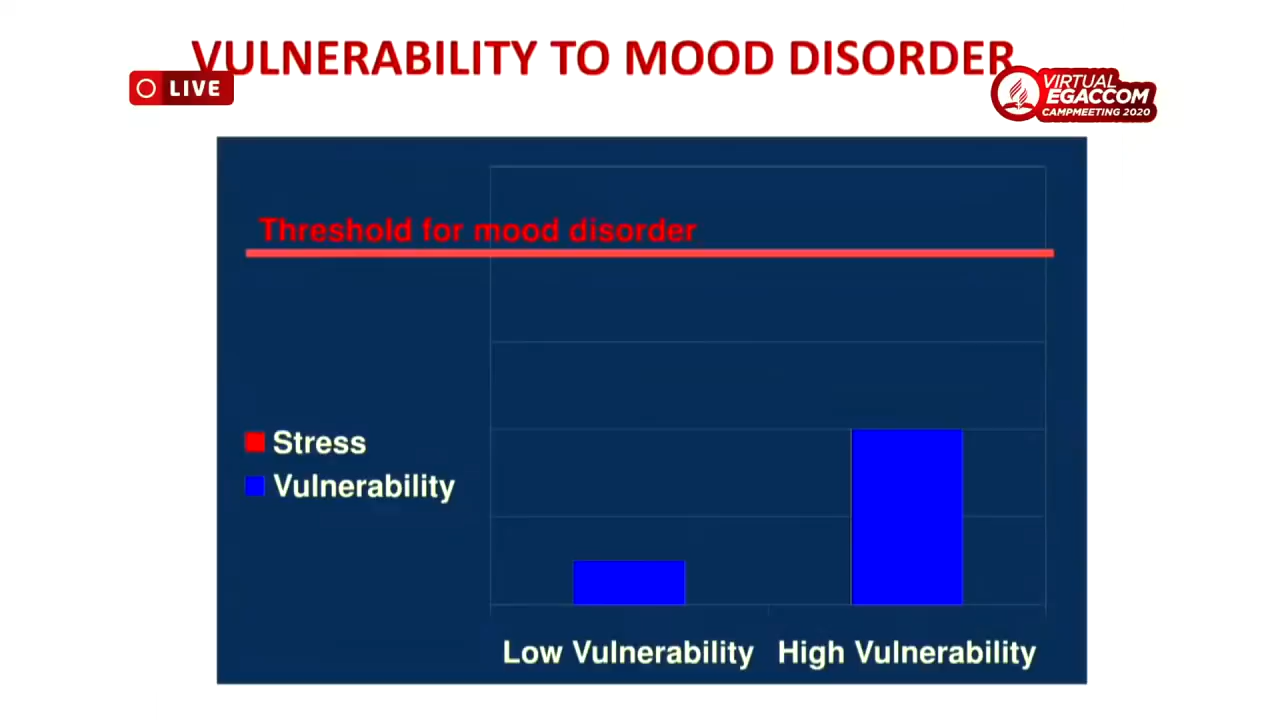 VULNERABILITY TO MOOD DISORDER
LIVE
VIRTUAL
EGACCOM
CAMPMEETING 2020
Threshold for mood disorder
Stress
Vulnerability
Low Vulnerability
High Vulnerability